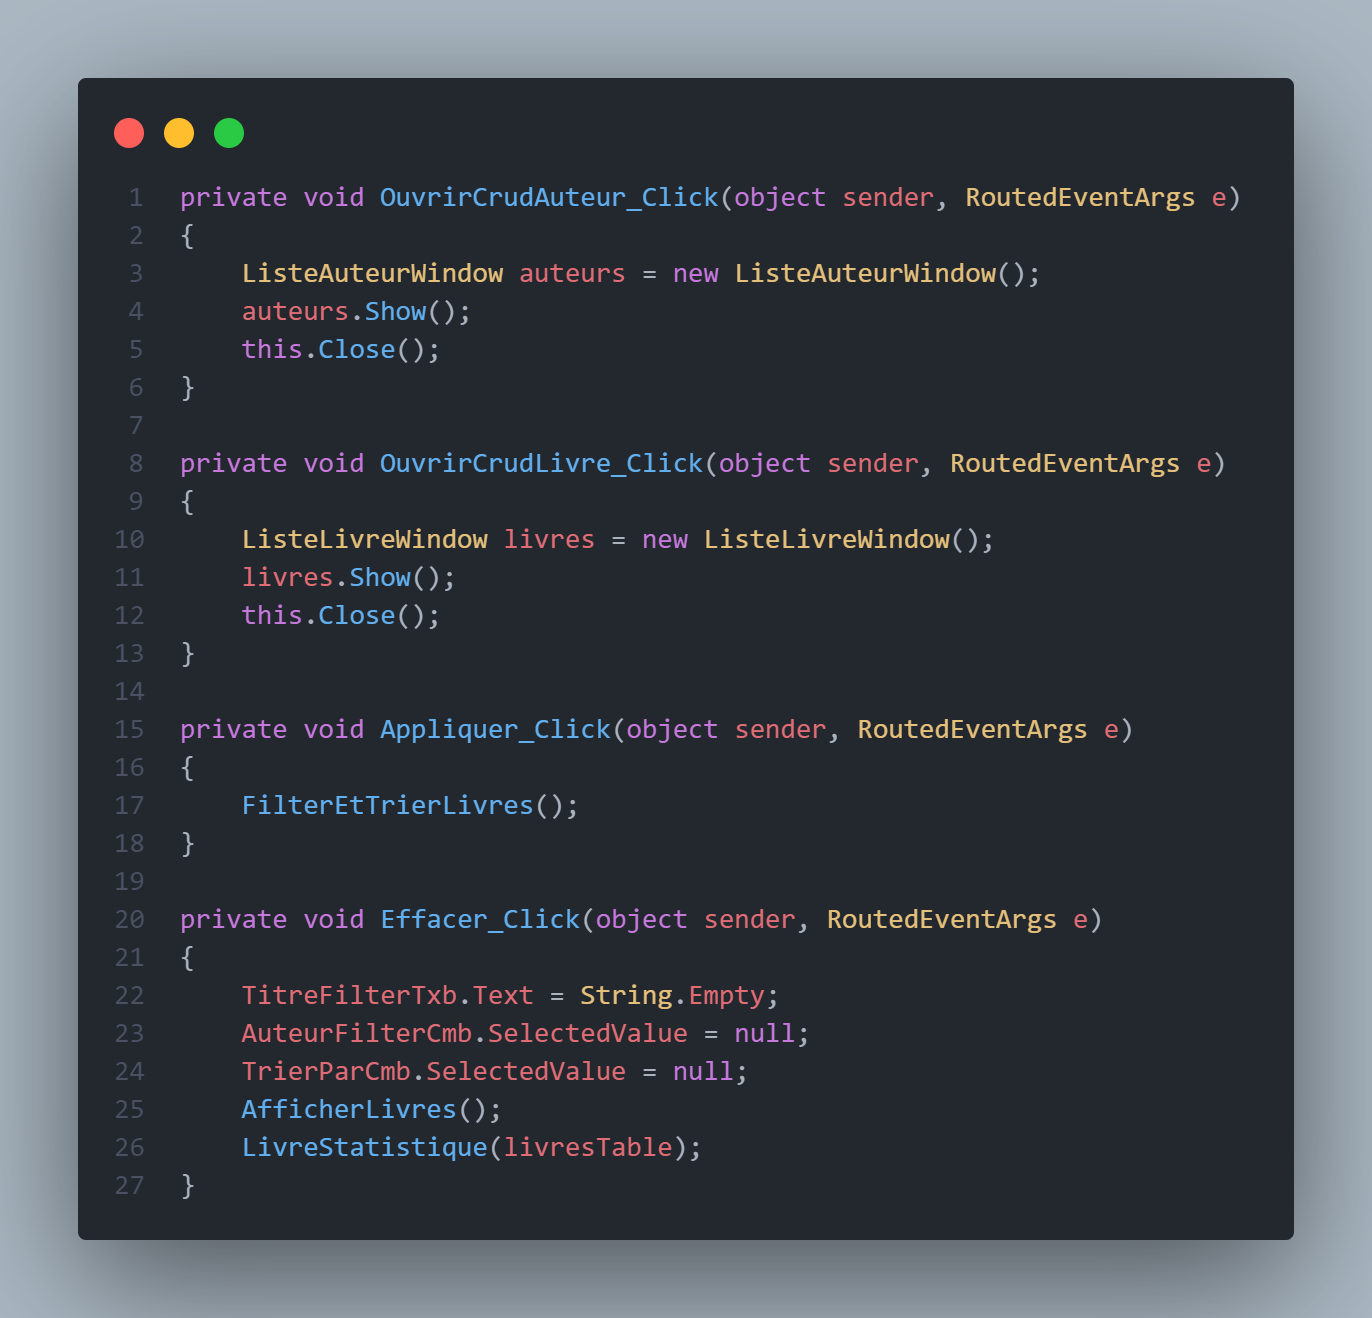 1 private void OuvrirCrudAuteur_Click(object sender, RoutedEventArgs e)
2 {
3     ListeAuteurWindow auteurs = new ListeAuteurWindow();
4     auteurs.Show();
5     this.Close();
6 }
7
8 private void OuvrirCrudLivre_Click(object sender, RoutedEventArgs e)
9 {
10     ListeLivreWindow livres = new ListeLivreWindow();
11     livres.Show();
12     this.Close();
13 }
14
15 private void Appliquer_Click(object sender, RoutedEventArgs e)
16 {
17     FilterEtTrierLivres();
18 }
19
20 private void Effacer_Click(object sender, RoutedEventArgs e)
21 {
22     TitreFilterTxb.Text = String.Empty;
23     AuteurFilterCmb.SelectedValue = null;
24     TrierParCmb.SelectedValue = null;
25     AfficherLivres();
26     LivreStatistique(livresTable);
27 }